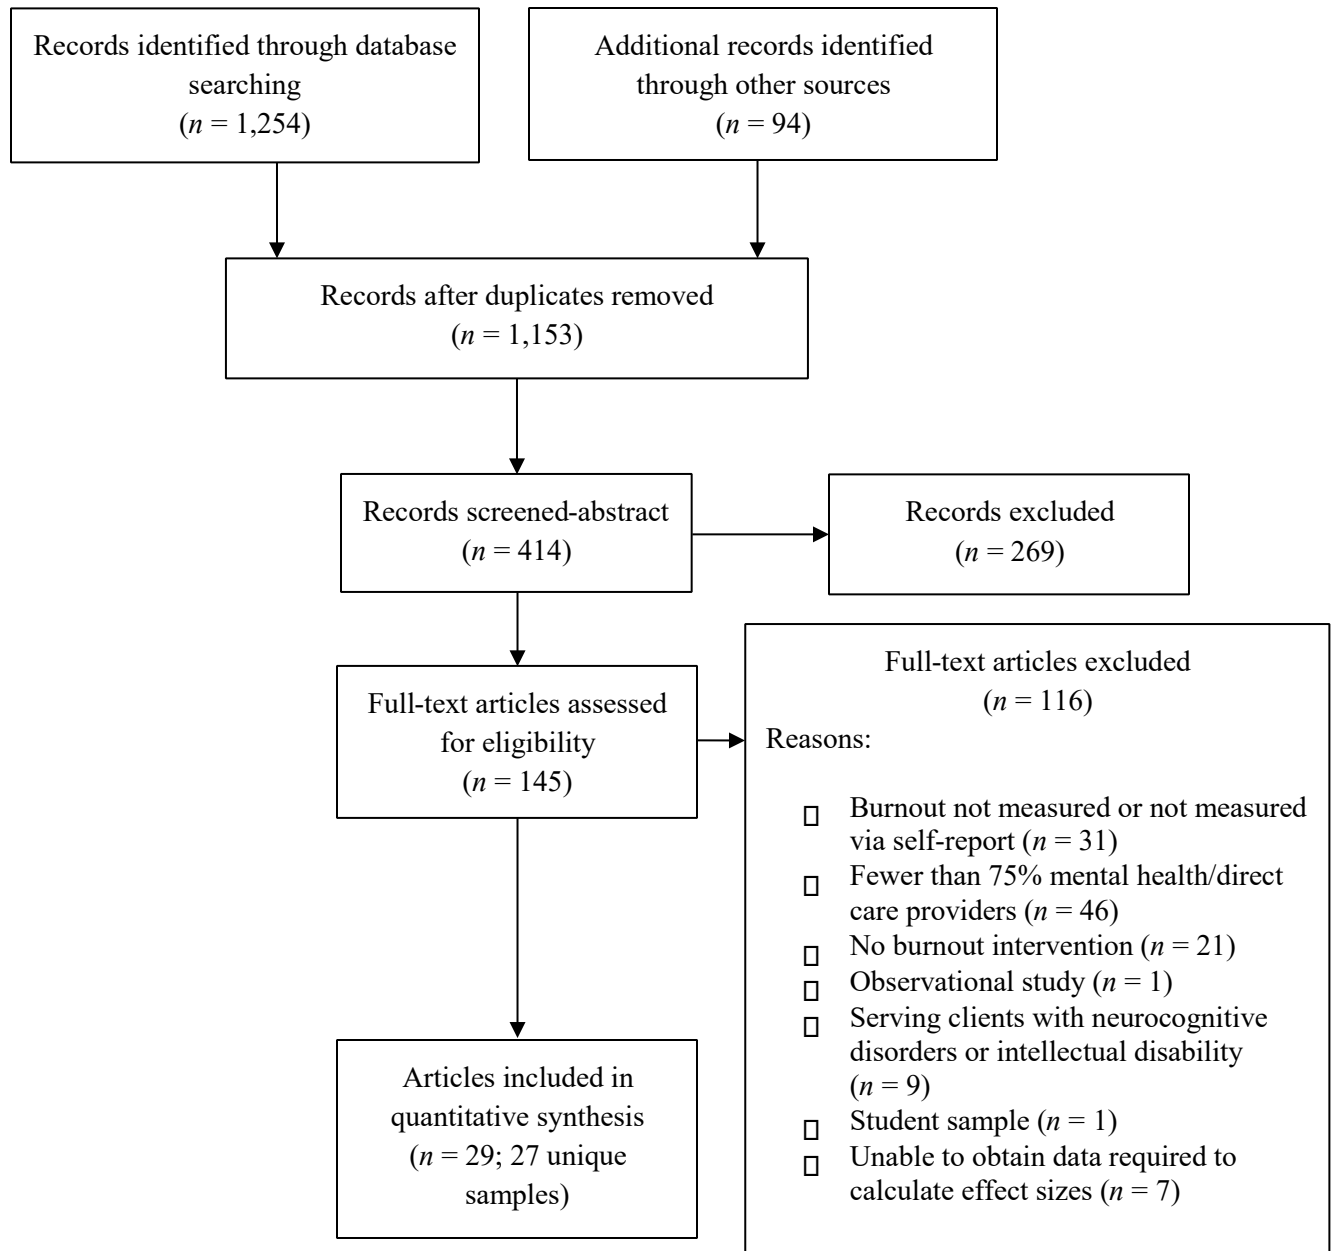 Records identified through database
searching
(n = 1,254)
Additional records identified
through other sources
(n = 94)
Records after duplicates removed
(n = 1,153)
Records screened-abstract
(n = 414)
Records excluded
(n = 269)
Full-text articles assessed
for eligibility
(n = 145)
Full-text articles excluded
(n = 116)
Reasons:
Burnout not measured or not measured
via self-report (n = 31)
Fewer than 75% mental health/direct
care providers (n = 46)
No burnout intervention (n = 21)
Observational study (n = 1)
Serving clients with neurocognitive
disorders or intellectual disability
(n = 9)
Student sample (n = 1)
Unable to obtain data required to
calculate effect sizes (n = 7)
Articles included in
quantitative synthesis
(n = 29; 27 unique
samples)